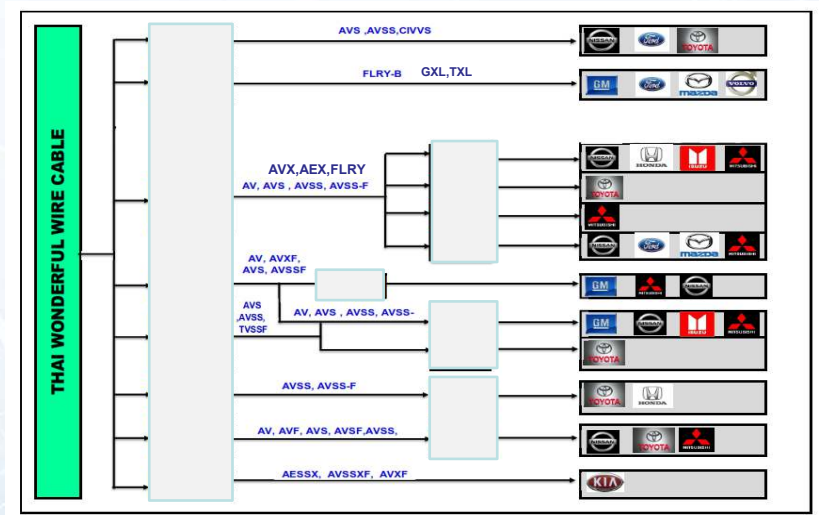 THAI WONDERFUL WIRE CABLE
AVS ,AVSS,CIVVS
NISSAN Ford TOYOTA
FLRY-B GXL,TXL
GM Ford mazda VOLVO
AVX,AEX,FLRY
AV, AVS , AVSS, AVSS-F
NISSAN HONDA ISUZU MITSUBISHI
TOYOTA
MITSUBISHI
NISSAN Ford mazda MITSUBISHI
AV, AVXF,
AVS, AVSSF
GM MITSUBISHI NISSAN
AVS
,AVSS,
TVSSF
AV, AVS , AVSS, AVSS-
GM NISSAN ISUZU MITSUBISHI
TOYOTA
AVSS, AVSS-F
TOYOTA HONDA
AV, AVF, AVS, AVSF,AVSS,
NISSAN TOYOTA MITSUBISHI
AESSX, AVSSXF, AVXF
KIA